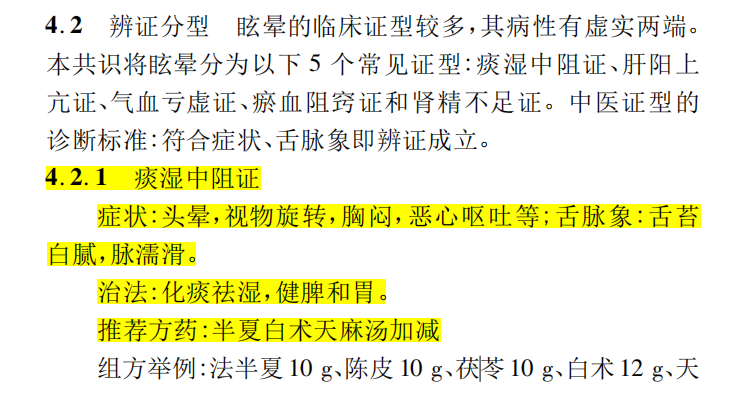 4.2 辨证分型 眩晕的临床证型较多,其病性有虚实两端。
本共识将眩晕分为以下 5 个常见证型:痰湿中阻证、肝阳上
亢证、气血亏虚证、瘀血阻窍证和肾精不足证。中医证型的
诊断标准:符合症状、舌脉象即辨证成立。
4.2.1 痰湿中阻证
症状:头晕,视物旋转,胸闷,恶心呕吐等;舌脉象:舌苔
白腻,脉濡滑。
治法:化痰祛湿,健脾和胃。
推荐方药:半夏白术天麻汤加减
组方举例:法半夏 10 g、陈皮 10 g、茯苓 10 g、白术 12 g、天